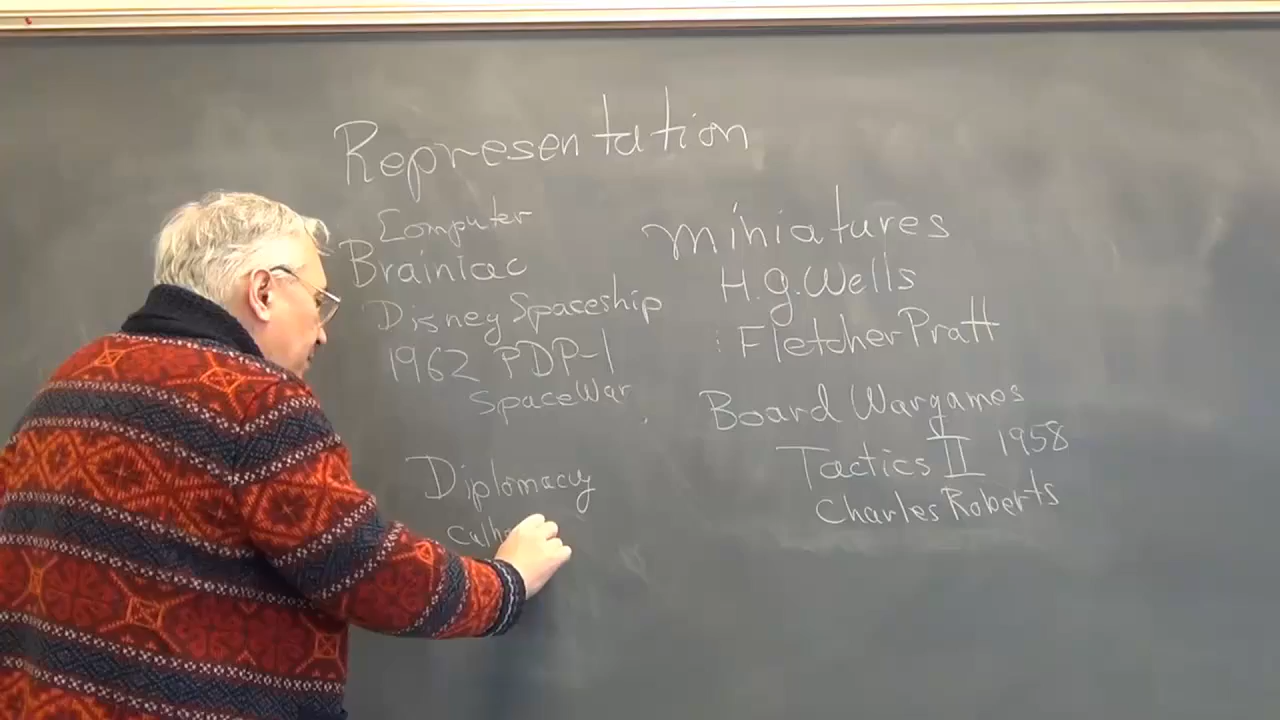 Representation
Computer
Brainiac
Disney Spaceship
1962 PDP-1
SpaceWar
Diplomacy
miniatures
H.G. Wells
Fletcher Pratt
Board Wargames
Tactics II 1958
Charles Roberts